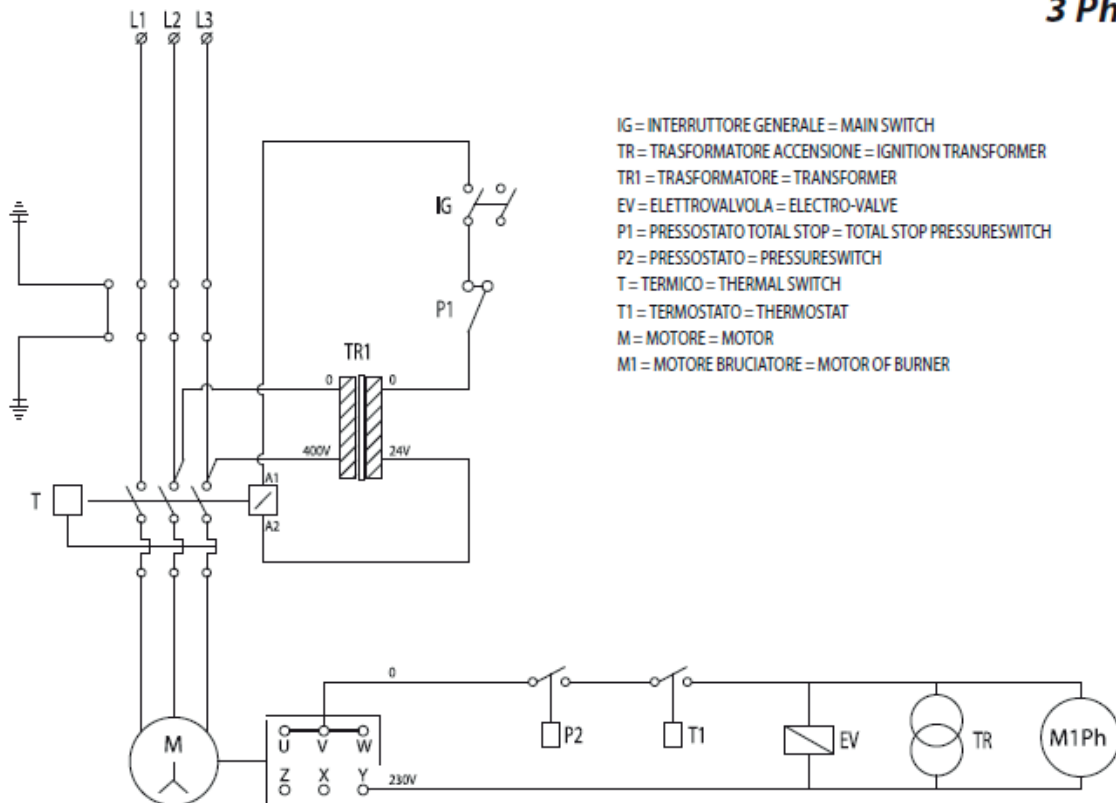 3 Ph
L1 L2 L3
IG = INTERRUTTORE GENERALE = MAIN SWITCH
TR = TRASFORMATORE ACCENSIONE = IGNITION TRANSFORMER
TR1 = TRASFORMATORE = TRANSFORMER
EV = ELETTROVALVOLA = ELECTRO-VALVE
P1 = PRESSOSTATO TOTAL STOP = TOTAL STOP PRESSURESWITCH
P2 = PRESSOSTATO = PRESSURESWITCH
T = TERMICO = THERMAL SWITCH
T1 = TERMOSTATO = THERMOSTAT
M = MOTORE = MOTOR
M1 = MOTORE BRUCIATORE = MOTOR OF BURNER
IG
P1
TR1
0 0
400V 24V
A1
T
A2
0
P2 T1 EV TR M1Ph
M
U V W
Z X Y 230V